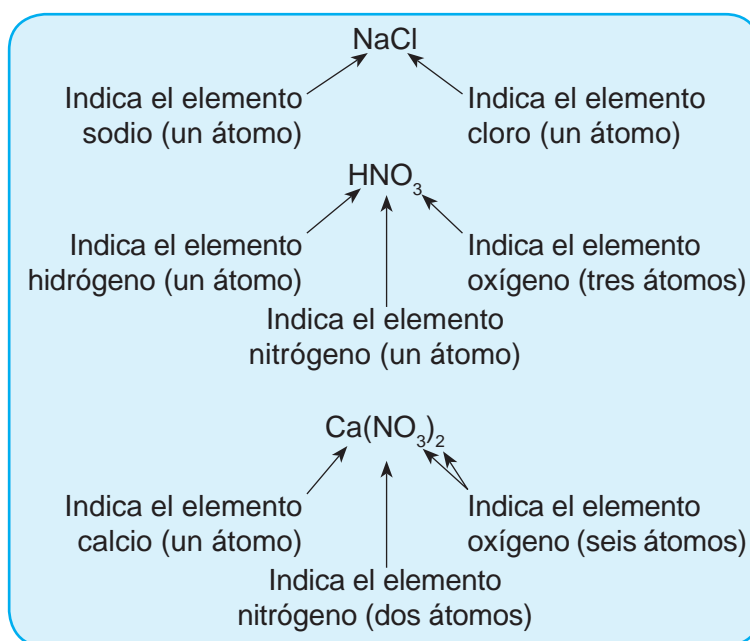 NaCl
Indica el elemento
sodio (un átomo)
Indica el elemento
cloro (un átomo)
HNO₃
Indica el elemento
hidrógeno (un átomo)
Indica el elemento
oxígeno (tres átomos)
Indica el elemento
nitrógeno (un átomo)
Ca(NO₃)₂
Indica el elemento
calcio (un átomo)
Indica el elemento
oxígeno (seis átomos)
Indica el elemento
nitrógeno (dos átomos)